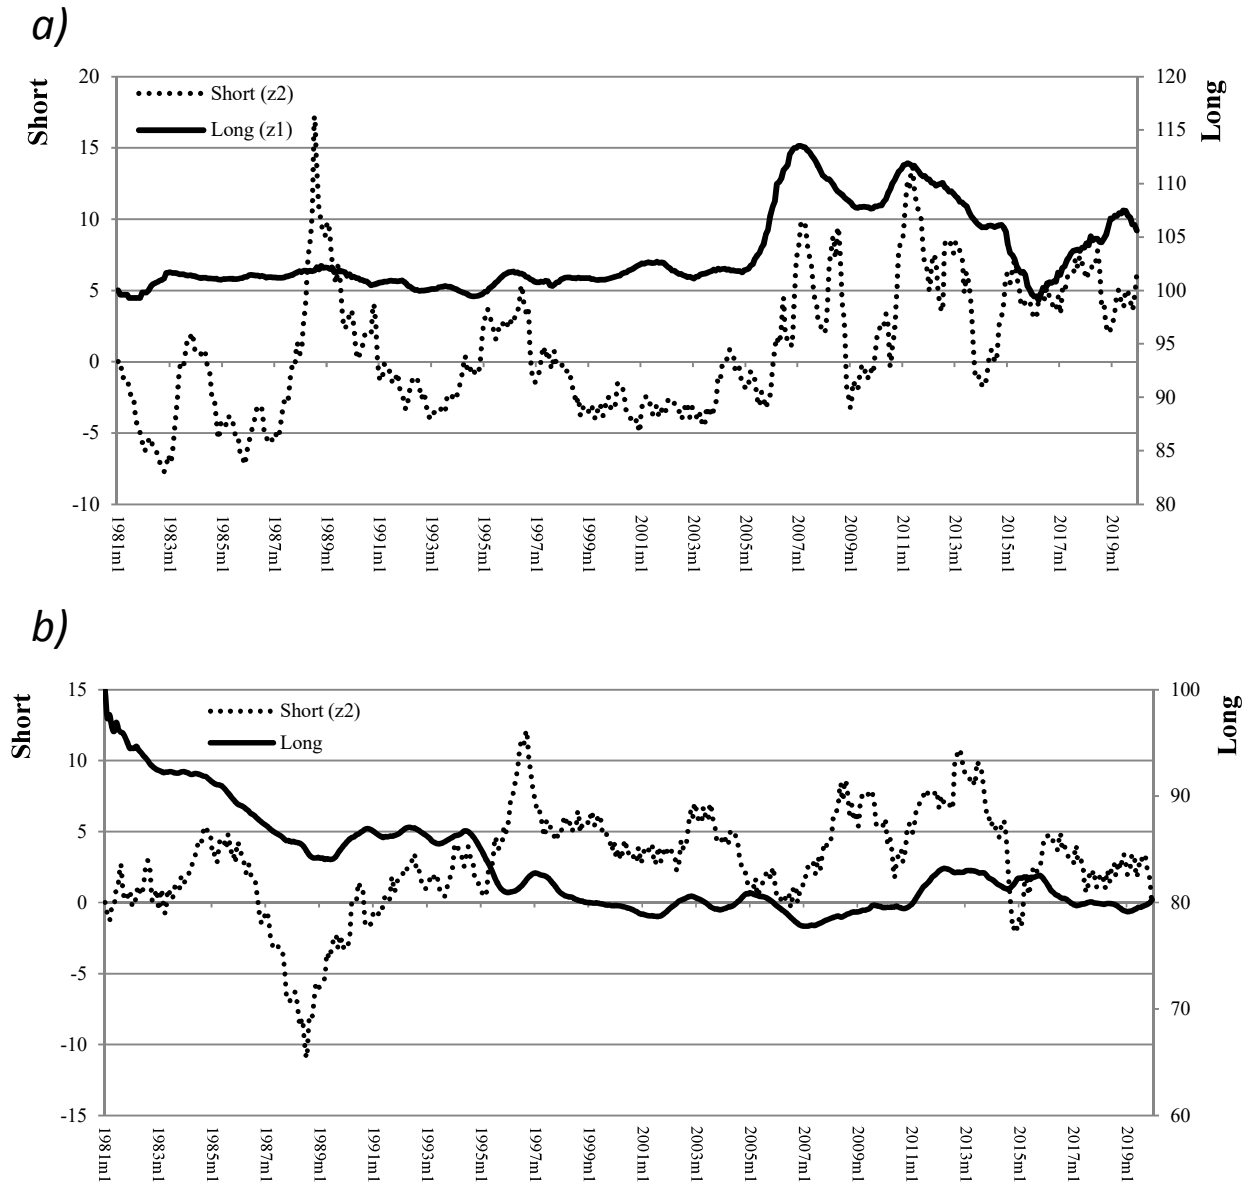 a)
Short
Long
Short (z2)
Long (z1)
20
15
10
5
0
-5
-10
120
115
110
105
100
95
90
85
80
1981m1
1983m1
1985m1
1987m1
1989m1
1991m1
1993m1
1995m1
1997m1
1999m1
2001m1
2003m1
2005m1
2007m1
2009m1
2011m1
2013m1
2015m1
2017m1
2019m1
b)
Short
Long
Short (z2)
Long
15
10
5
0
-5
-10
-15
100
90
80
70
60
1981m1
1983m1
1985m1
1987m1
1989m1
1991m1
1993m1
1995m1
1997m1
1999m1
2001m1
2003m1
2005m1
2007m1
2009m1
2011m1
2013m1
2015m1
2017m1
2019m1